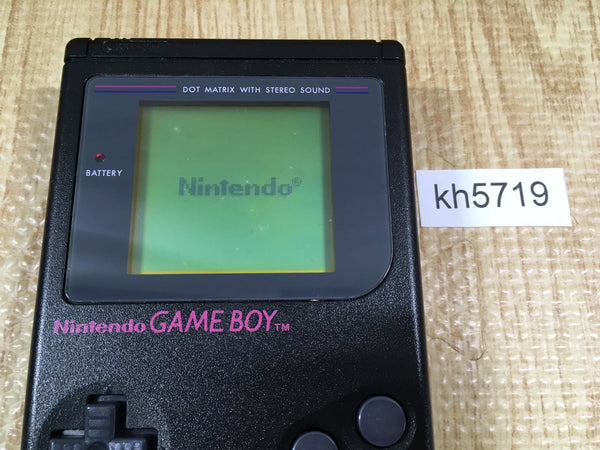 DOT MATRIX WITH STEREO SOUND
BATTERY
Nintendo®
kh5719
Nintendo GAME BOY™